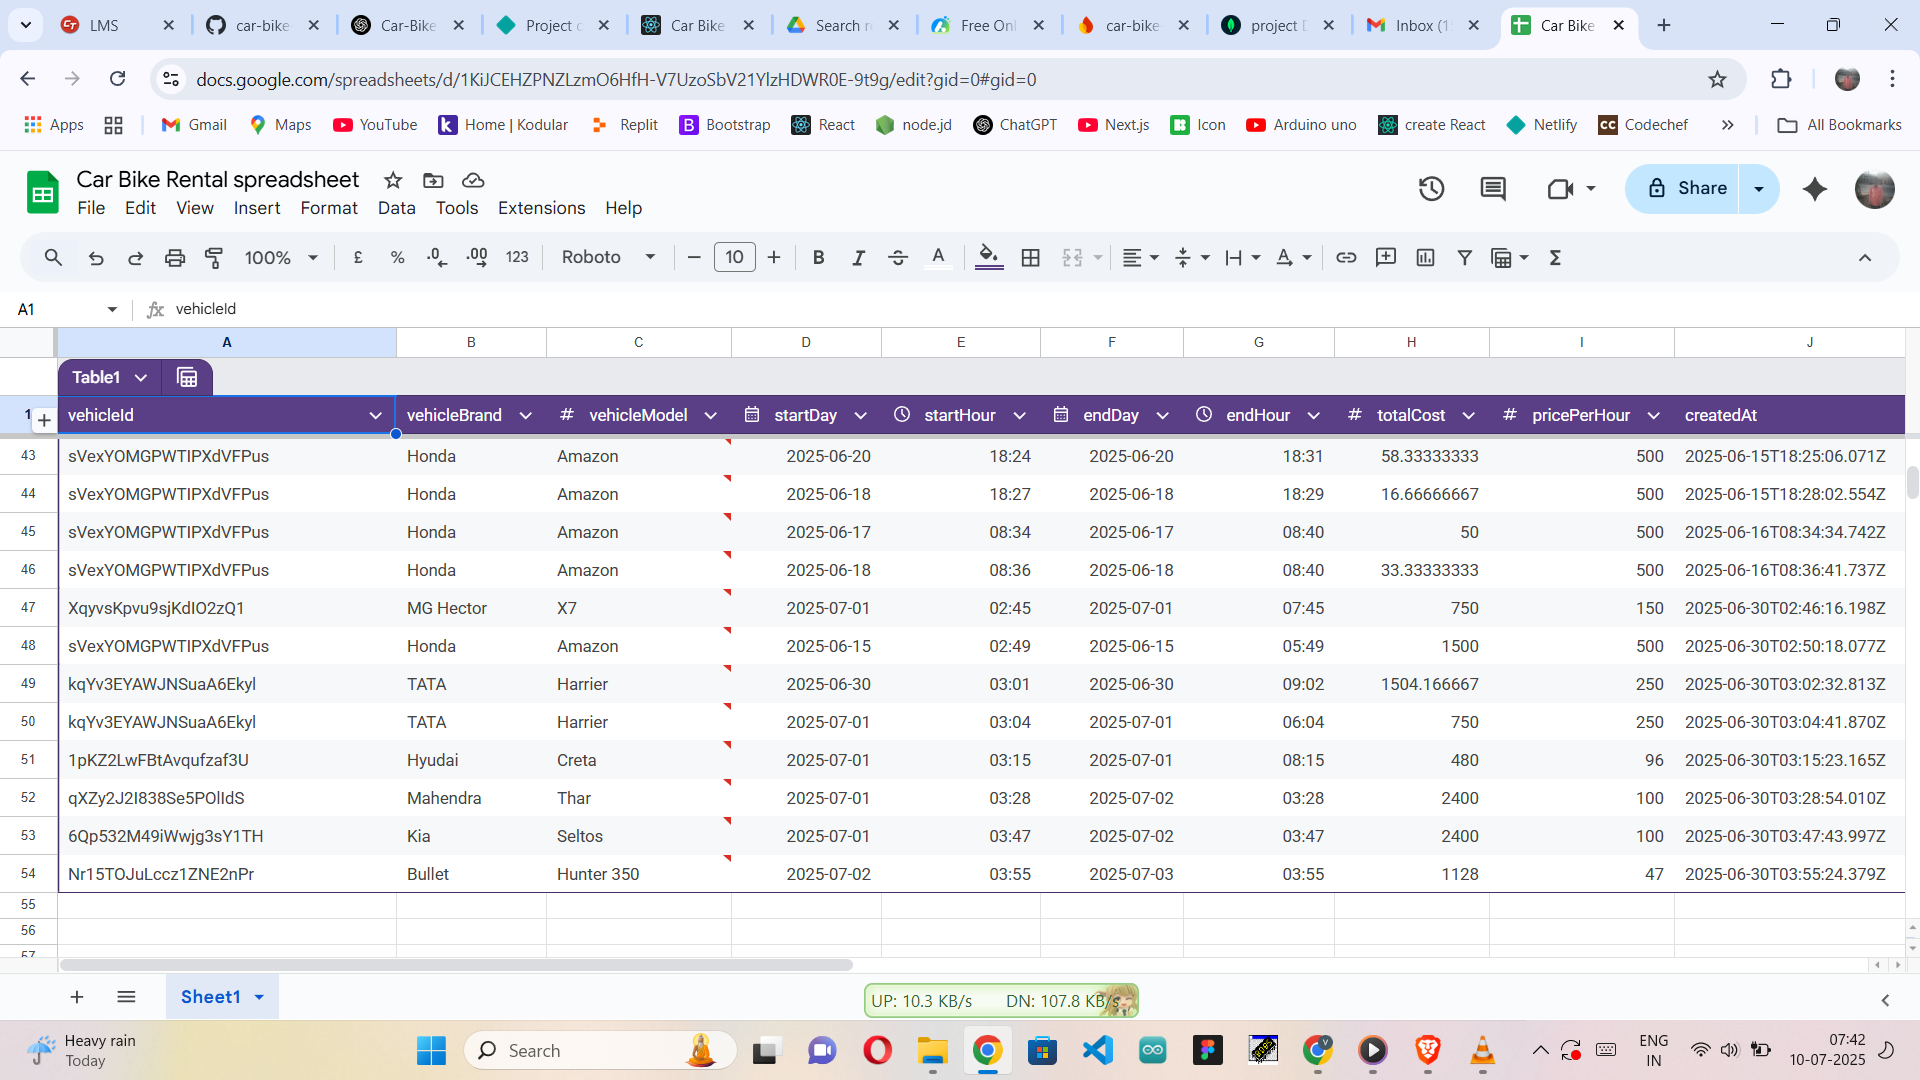 LMS car-bike Car-Bike Project c Car Bike Search re Free Onl car-bike project D Inbox (1 Car Bike
docs.google.com/spreadsheets/d/1KiJCEHZPNZLzmO6HfH-V7UzoSbV21YlzHDWR0E-9t9g/edit?gid=0#gid=0
Apps Gmail Maps YouTube Home | Kodular Replit Bootstrap React node.jd ChatGPT Next.js Icon Arduino uno create React Netlify Codechef » All Bookmarks
Car Bike Rental spreadsheet
File Edit View Insert Format Data Tools Extensions Help
Share
100% £ % .0 .00 123 Roboto 10 B I A Σ
A1 fx vehicleId
A B C D E F G H I J
Table1
1 vehicleId vehicleBrand # vehicleModel startDay startHour endDay endHour # totalCost # pricePerHour createdAt
43 sVexYOMGPWTIPXdVFPus Honda Amazon 2025-06-20 18:24 2025-06-20 18:31 58.33333333 500 2025-06-15T18:25:06.071Z
44 sVexYOMGPWTIPXdVFPus Honda Amazon 2025-06-18 18:27 2025-06-18 18:29 16.66666667 500 2025-06-15T18:28:02.554Z
45 sVexYOMGPWTIPXdVFPus Honda Amazon 2025-06-17 08:34 2025-06-17 08:40 50 500 2025-06-16T08:34:34.742Z
46 sVexYOMGPWTIPXdVFPus Honda Amazon 2025-06-18 08:36 2025-06-18 08:40 33.33333333 500 2025-06-16T08:36:41.737Z
47 XqyvsKpvu9sjKdIO2zQ1 MG Hector X7 2025-07-01 02:45 2025-07-01 07:45 750 150 2025-06-30T02:46:16.198Z
48 sVexYOMGPWTIPXdVFPus Honda Amazon 2025-06-15 02:49 2025-06-15 05:49 1500 500 2025-06-30T02:50:18.077Z
49 kqYv3EYAWJNSuaA6Ekyl TATA Harrier 2025-06-30 03:01 2025-06-30 09:02 1504.166667 250 2025-06-30T03:02:32.813Z
50 kqYv3EYAWJNSuaA6Ekyl TATA Harrier 2025-07-01 03:04 2025-07-01 06:04 750 250 2025-06-30T03:04:41.870Z
51 1pKZ2LwFBtAvqufzaf3U Hyudai Creta 2025-07-01 03:15 2025-07-01 08:15 480 96 2025-06-30T03:15:23.165Z
52 qXZy2J2I838Se5POlIdS Mahendra Thar 2025-07-01 03:28 2025-07-02 03:28 2400 100 2025-06-30T03:28:54.010Z
53 6Qp532M49iWwjg3sY1TH Kia Seltos 2025-07-01 03:47 2025-07-02 03:47 2400 100 2025-06-30T03:47:43.997Z
54 Nr15TOJuLccz1ZNE2nPr Bullet Hunter 350 2025-07-02 03:55 2025-07-03 03:55 1128 47 2025-06-30T03:55:24.379Z
55
56
57
Sheet1
UP: 10.3 KB/s DN: 107.8 KB/s
Heavy rain
Today
Search
ENG
IN
07:42
10-07-2025